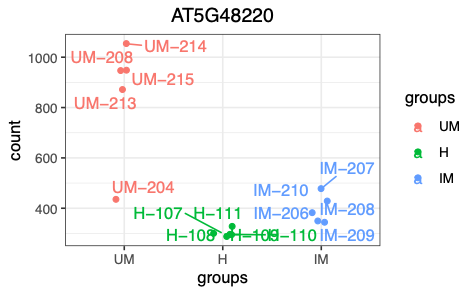 AT5G48220
count
1000
800
600
400
UM−214
UM−208
UM−215
UM−213
UM−204
IM−207
IM−210
IM−206
IM−208
IM−209
H−107
H−111
H−108
H−109
H−110
UM
H
IM
groups
groups
a UM
a H
a IM